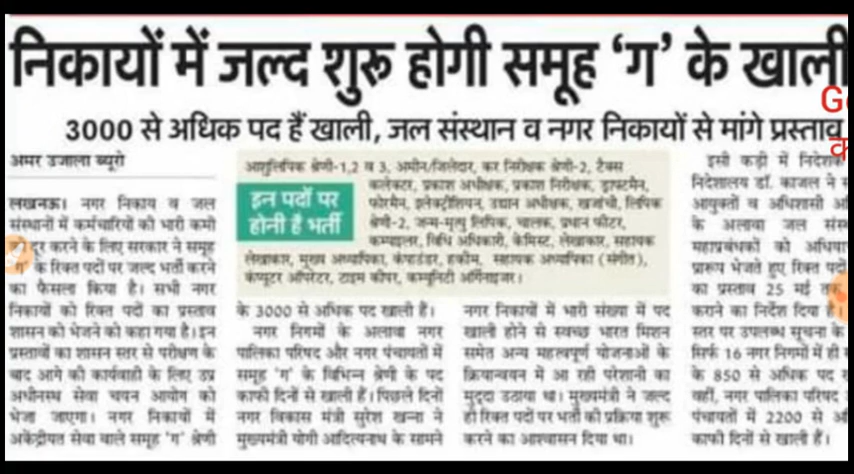 निकायों में जल्द शुरू होगी समूह ‘ग’ के खाली
3000 से अधिक पद हैं खाली, जल संस्थान व नगर निकायों से मांगे प्रस्ताव
अमर उजाला ब्यूरो
लखनऊ। नगर निकाय व जल
संस्थानों में कर्मचारियों की भारी कमी
को दूर करने के लिए सरकार ने समूह
'ग' के रिक्त पदों पर जल्द भर्ती करने
का फैसला किया है। सभी नगर
निकायों को रिक्त पदों का प्रस्ताव
शासन को भेजने को कहा गया है। इन
प्रस्तावों का शासन स्तर से परीक्षण के
बाद आगे की कार्यवाही के लिए उप्र
अधीनस्थ सेवा चयन आयोग को
भेजा जाएगा। नगर निकायों में
अकेंद्रीयत सेवा वाले समूह 'ग' श्रेणी
इन पदों पर
होनी है भर्ती
आशुलिपिक श्रेणी-1,2 व 3, अमीन/जिलेदार, कर निरीक्षक श्रेणी-2, टैक्स
कलेक्टर, प्रकाश अधीक्षक, प्रकाश निरीक्षक, ड्राफ्टमैन,
फोरमैन, इलेक्ट्रीशियन, उद्यान अधीक्षक, खजांची, लिपिक
श्रेणी-2, जन्म-मृत्यु लिपिक, चालक, प्रधान फीटर,
कम्पाइलर, विधि अधिकारी, केमिस्ट, लेखाकार, सहायक
लेखाकार, मुख्य अध्यापिका, कंपाउंडर, हकीम, सहायक अध्यापिका (संगीत),
कंप्यूटर ऑपरेटर, टाइम कीपर, कम्युनिटी ऑर्गनाइजर।
के 3000 से अधिक पद खाली हैं।
नगर निगमों के अलावा नगर
पालिका परिषद और नगर पंचायतों में
समूह 'ग' के विभिन्न श्रेणी के पद
काफी दिनों से खाली हैं। पिछले दिनों
नगर विकास मंत्री सुरेश खन्ना ने
मुख्यमंत्री योगी आदित्यनाथ के सामने
नगर निकायों में भारी संख्या में पद
खाली होने से स्वच्छ भारत मिशन
समेत अन्य महत्वपूर्ण योजनाओं के
क्रियान्वयन में आ रही परेशानी का
मुद्दा उठाया था। मुख्यमंत्री ने जल्द
ही रिक्त पदों पर भर्ती की प्रक्रिया शुरू
करने का आश्वासन दिया था।
इसी कड़ी में निदेशक
निदेशालय डॉ. काजल ने
आयुक्तों व अधिशासी
के अलावा जल
महाप्रबंधकों को
प्रारूप भेजते हुए रिक्त पदों
का प्रस्ताव 25 मई तक
कराने का निर्देश दिया है।
स्तर पर उपलब्ध सूचना के
सिर्फ 16 नगर निगमों में ही
के 850 से अधिक पद
वहीं, नगर पालिका परिषद
पंचायतों में 2200 से
काफी दिनों से खाली हैं।